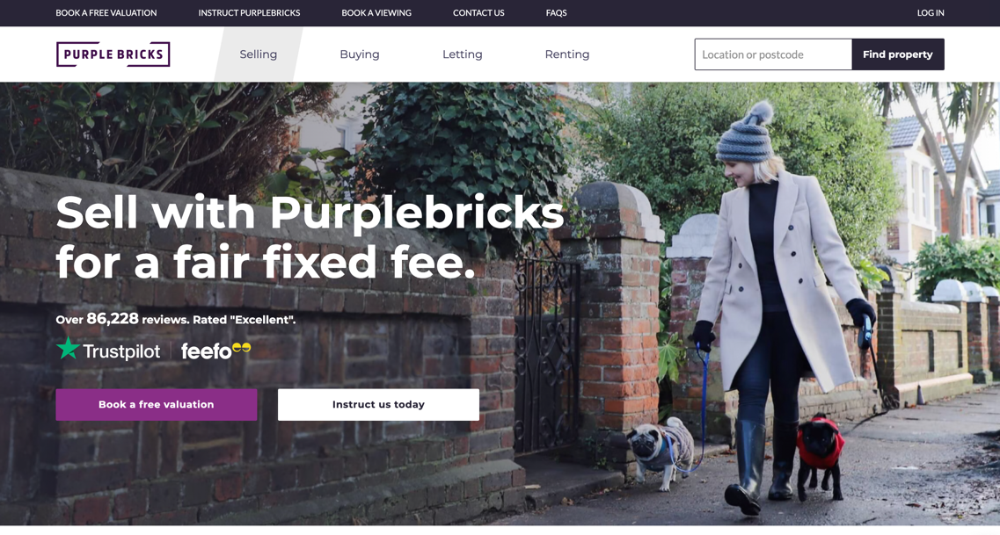 BOOK A FREE VALUATION
INSTRUCT PURPLEBRICKS
BOOK A VIEWING
CONTACT US
FAQS
LOG IN
PURPLE BRICKS
Selling
Buying
Letting
Renting
Location or postcode
Find property
Sell with Purplebricks
for a fair fixed fee.
Over 86,228 reviews. Rated "Excellent".
Trustpilot
feefo
Book a free valuation
Instruct us today